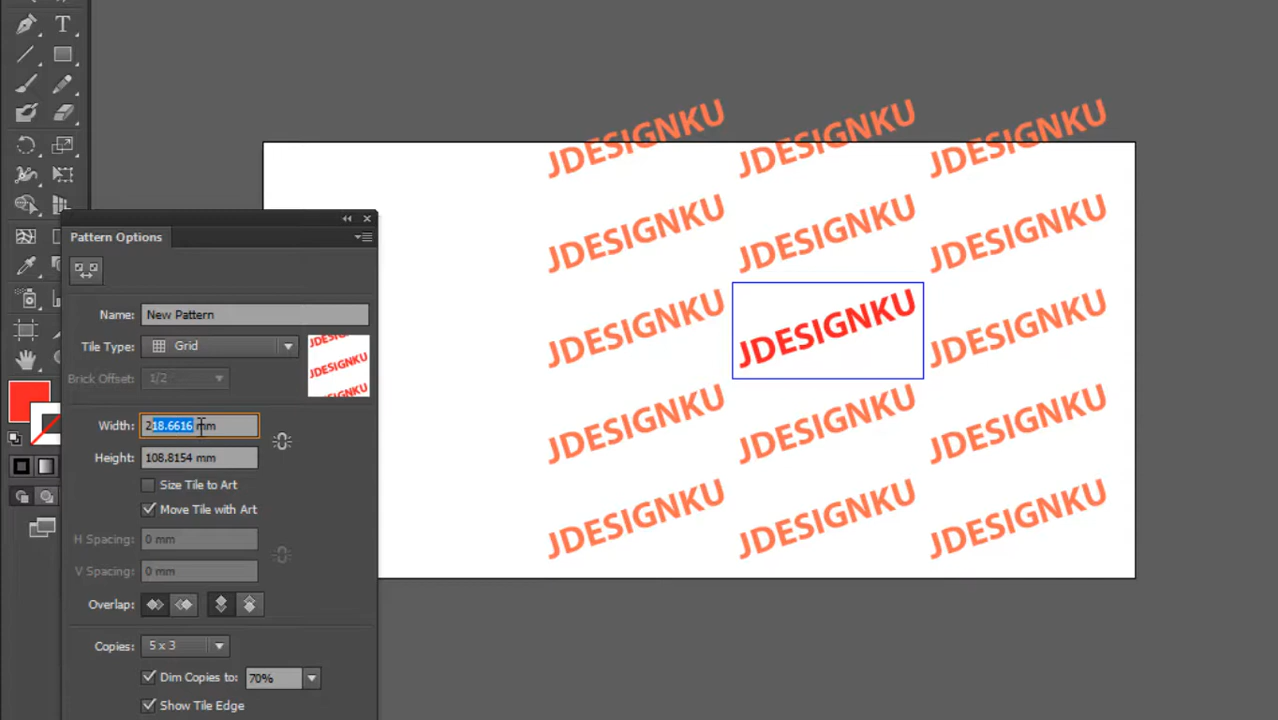 T
JDESIGNKU JDESIGNKU JDESIGNKU
JDESIGNKU JDESIGNKU JDESIGNKU
JDESIGNKU JDESIGNKU JDESIGNKU
JDESIGNKU JDESIGNKU JDESIGNKU
JDESIGNKU JDESIGNKU JDESIGNKU
Pattern Options
Name: New Pattern
Tile Type: Grid
JDESIGNKU
Brick Offset: 1/2
Width: 218.6616 mm
Height: 108.8154 mm
Size Tile to Art
Move Tile with Art
H Spacing: 0 mm
V Spacing: 0 mm
Overlap:
Copies: 5 x 3
Dim Copies to: 70%
Show Tile Edge